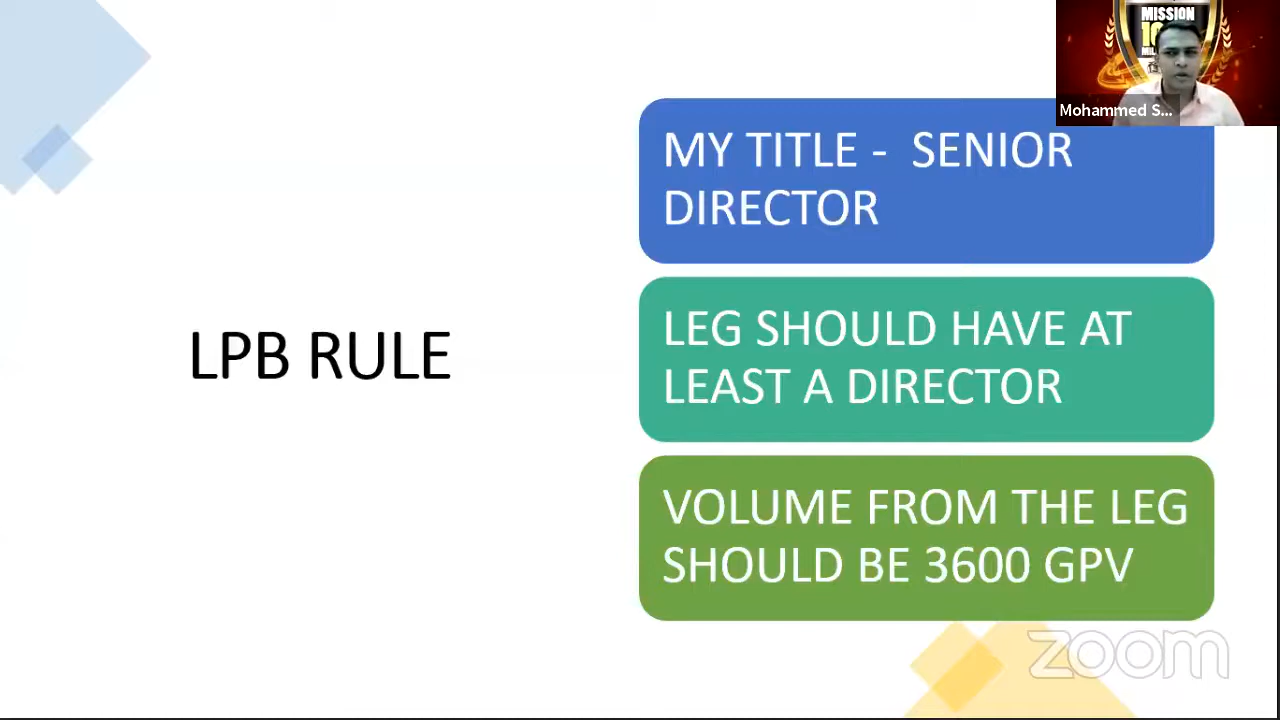 MISSION
Mohammed S...
MY TITLE - SENIOR
DIRECTOR
LEG SHOULD HAVE AT
LEAST A DIRECTOR
LPB RULE
VOLUME FROM THE LEG
SHOULD BE 3600 GPV
zoom